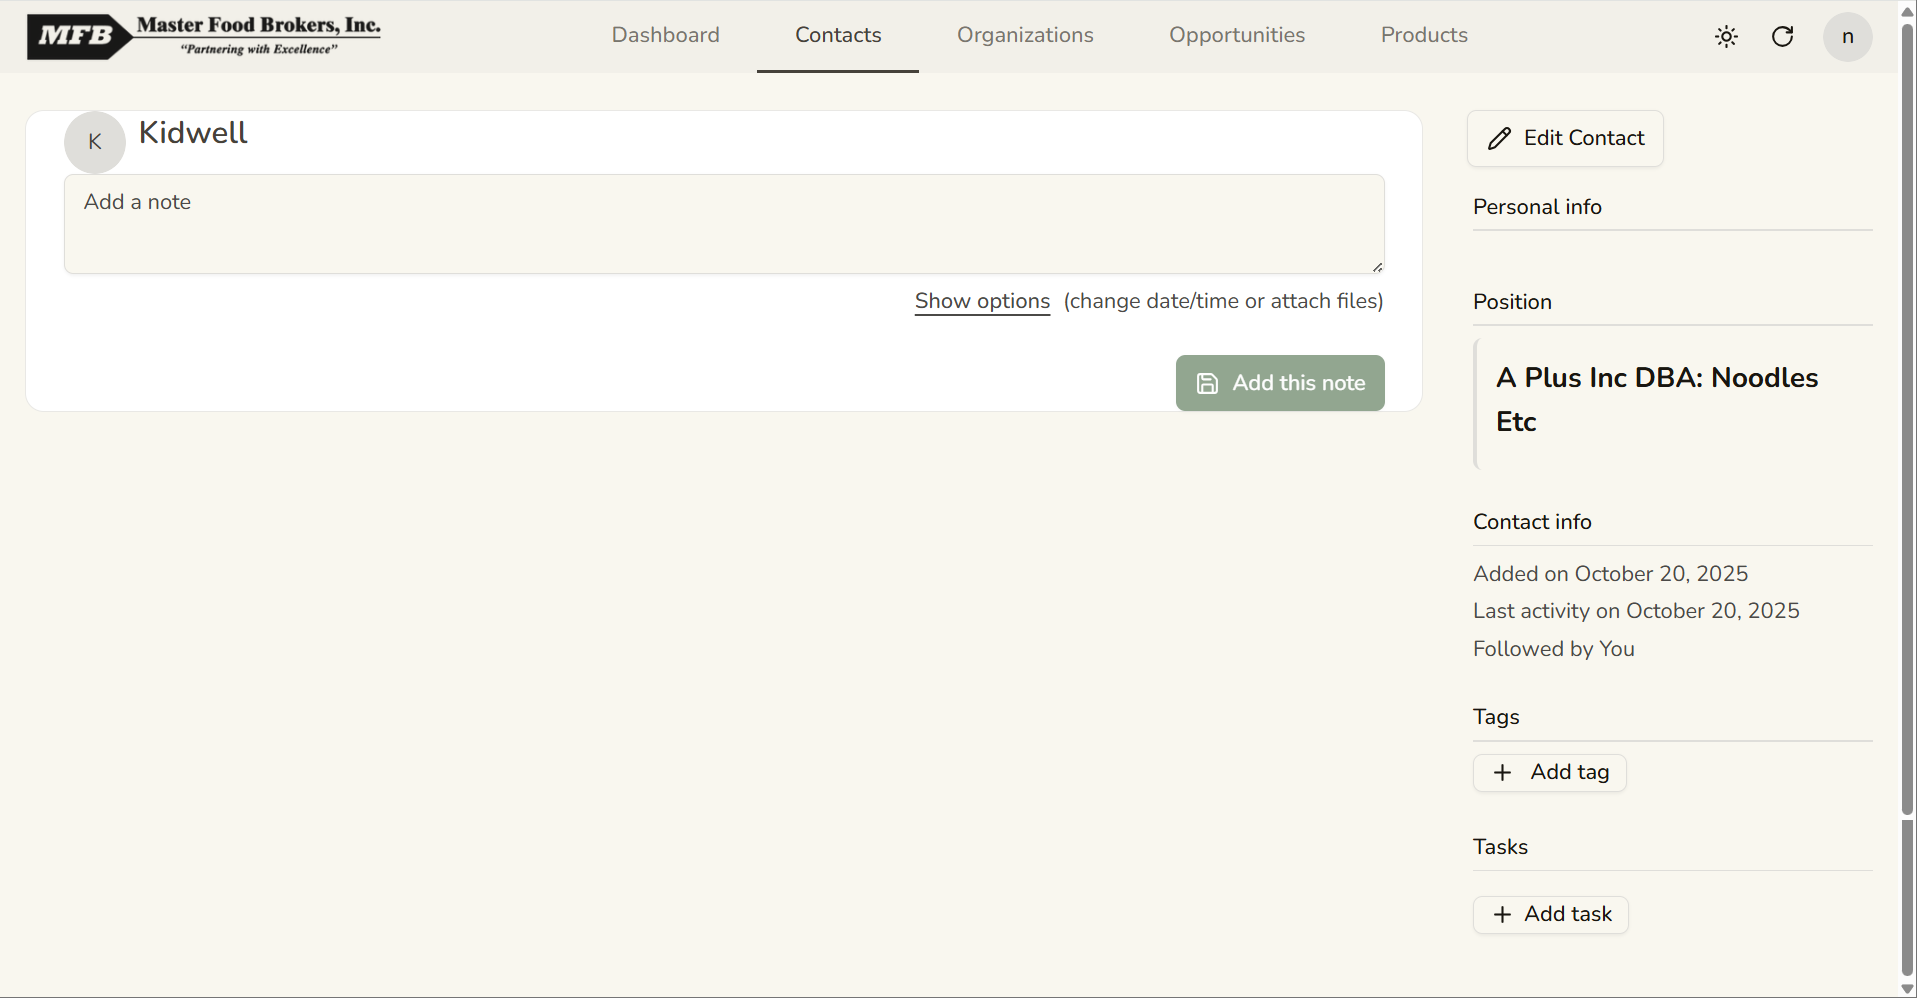 MFB
Master Food Brokers, Inc.
“Partnering with Excellence”
Dashboard
Contacts
Organizations
Opportunities
Products
n
K
Kidwell
Add a note
Show options (change date/time or attach files)
Add this note
Edit Contact
Personal info
Position
A Plus Inc DBA: Noodles
Etc
Contact info
Added on October 20, 2025
Last activity on October 20, 2025
Followed by You
Tags
Add tag
Tasks
Add task